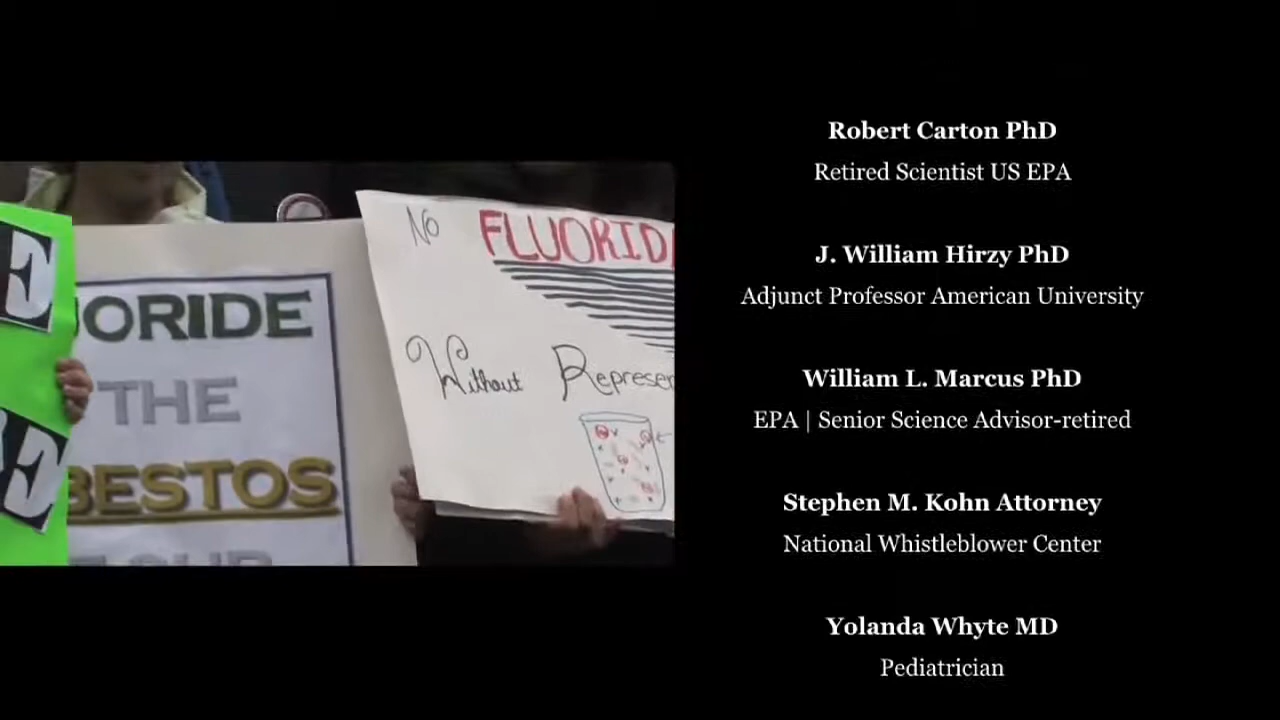 E
E
ORIDE
THE
BESTOS
No
FLUORID
Without Represen
Robert Carton PhD
Retired Scientist US EPA
J. William Hirzy PhD
Adjunct Professor American University
William L. Marcus PhD
EPA | Senior Science Advisor-retired
Stephen M. Kohn Attorney
National Whistleblower Center
Yolanda Whyte MD
Pediatrician